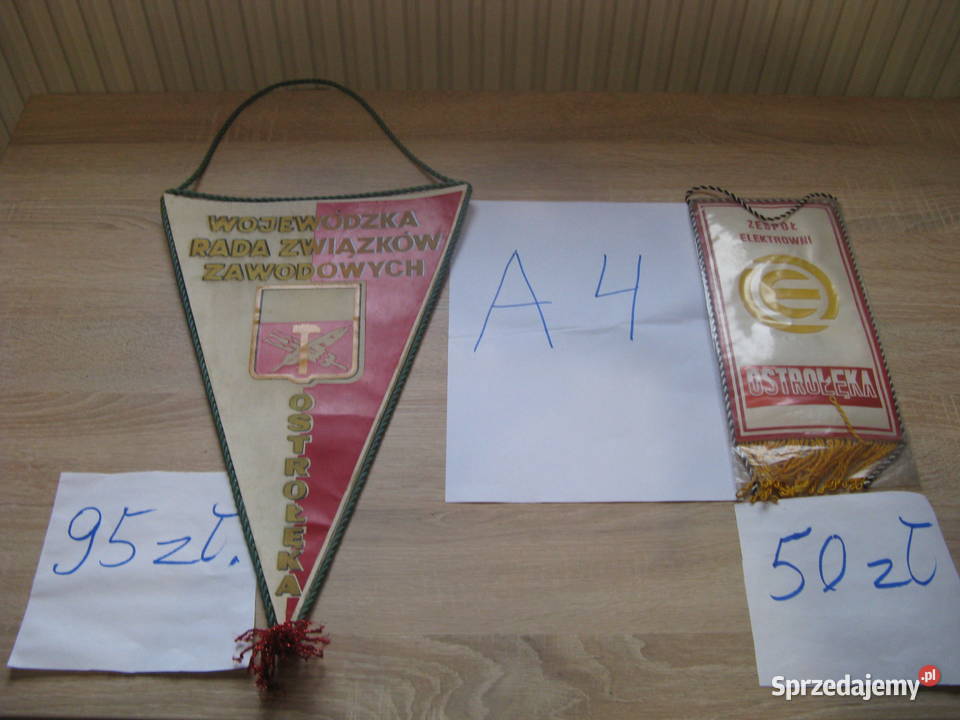 WOJEWÓDZKA
RADA ZWIĄZKÓW
ZAWODOWYCH
OSTROŁĘKA
95 zł.
A4
ZESPÓŁ
ELEKTROWNI
OSTROŁĘKA
50 zł
Sprzedajemy.pl